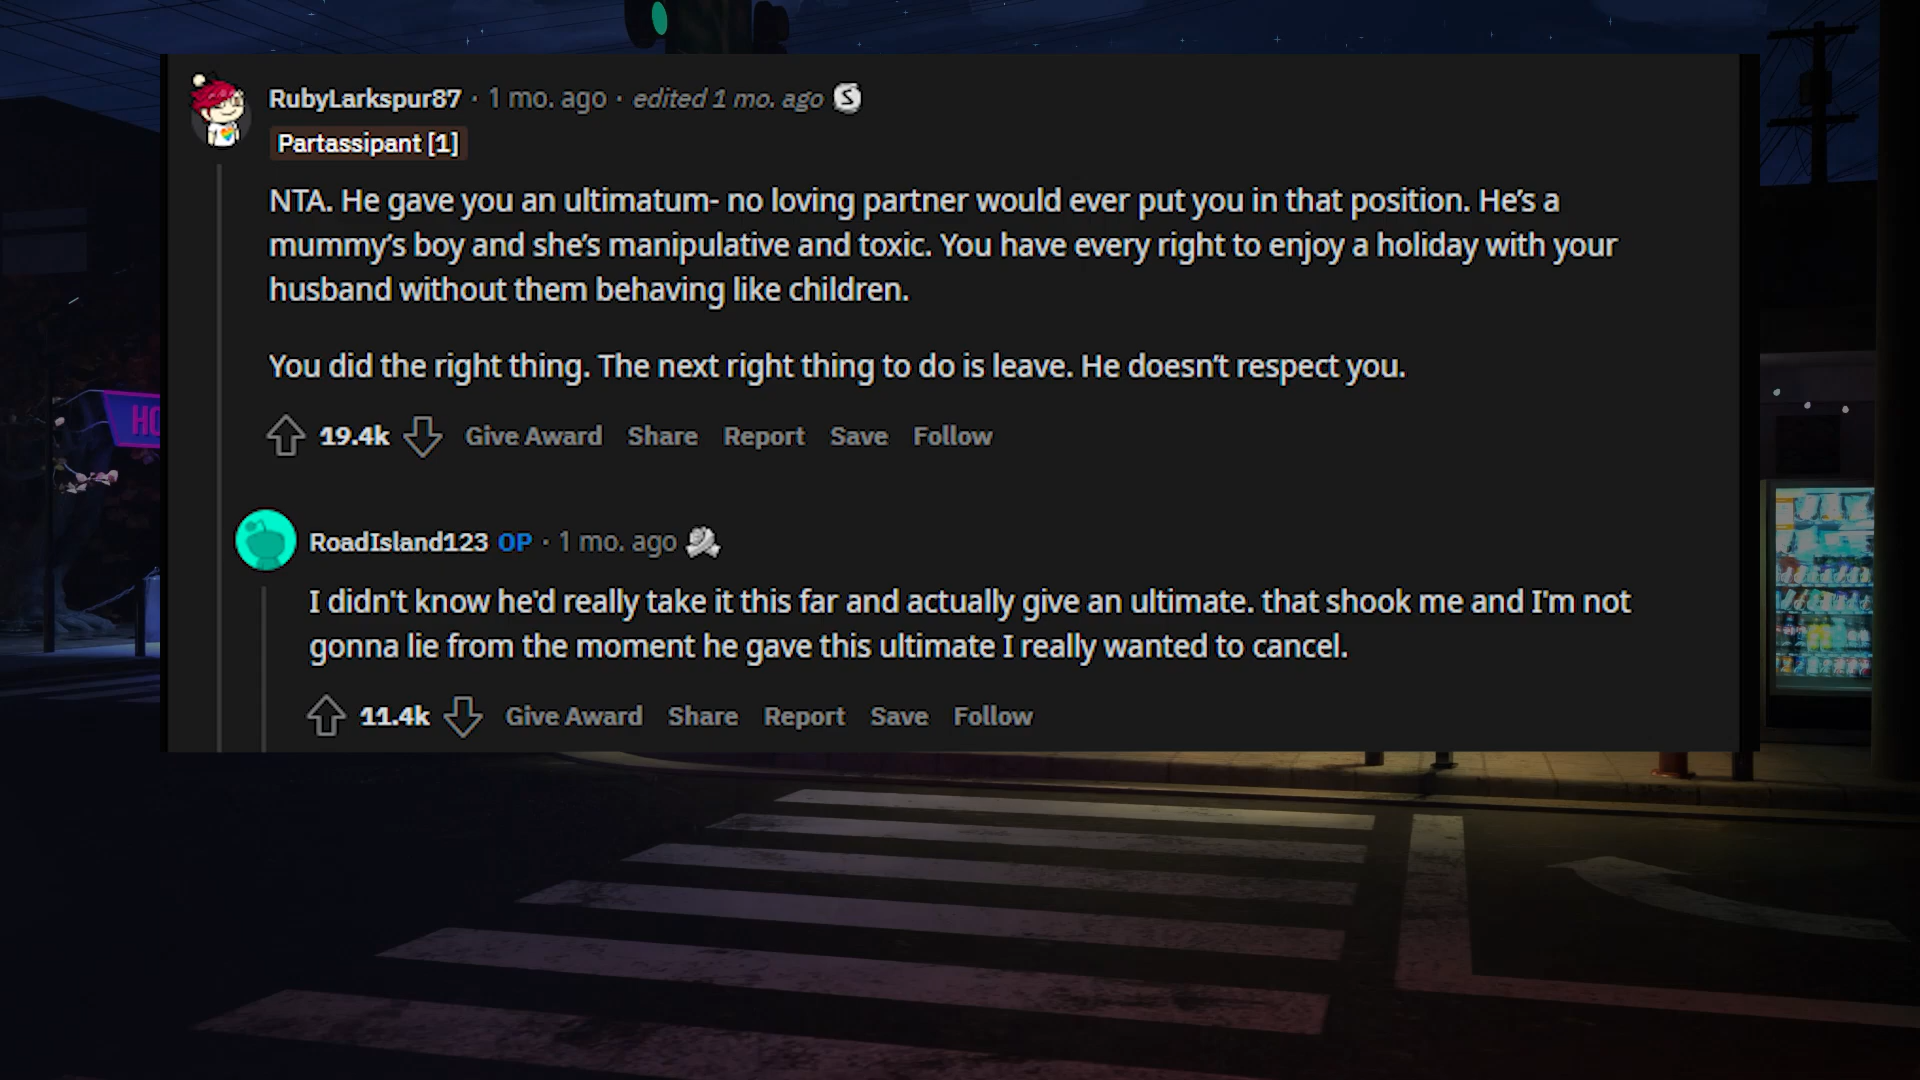 RubyLarkspur87 · 1 mo. ago · edited 1 mo. ago
Partassipant [1]
NTA. He gave you an ultimatum- no loving partner would ever put you in that position. He’s a
mummy’s boy and she’s manipulative and toxic. You have every right to enjoy a holiday with your
husband without them behaving like children.
You did the right thing. The next right thing to do is leave. He doesn’t respect you.
19.4k Give Award Share Report Save Follow
RoadIsland123 OP · 1 mo. ago
I didn't know he'd really take it this far and actually give an ultimate. that shook me and I'm not
gonna lie from the moment he gave this ultimate I really wanted to cancel.
11.4k Give Award Share Report Save Follow